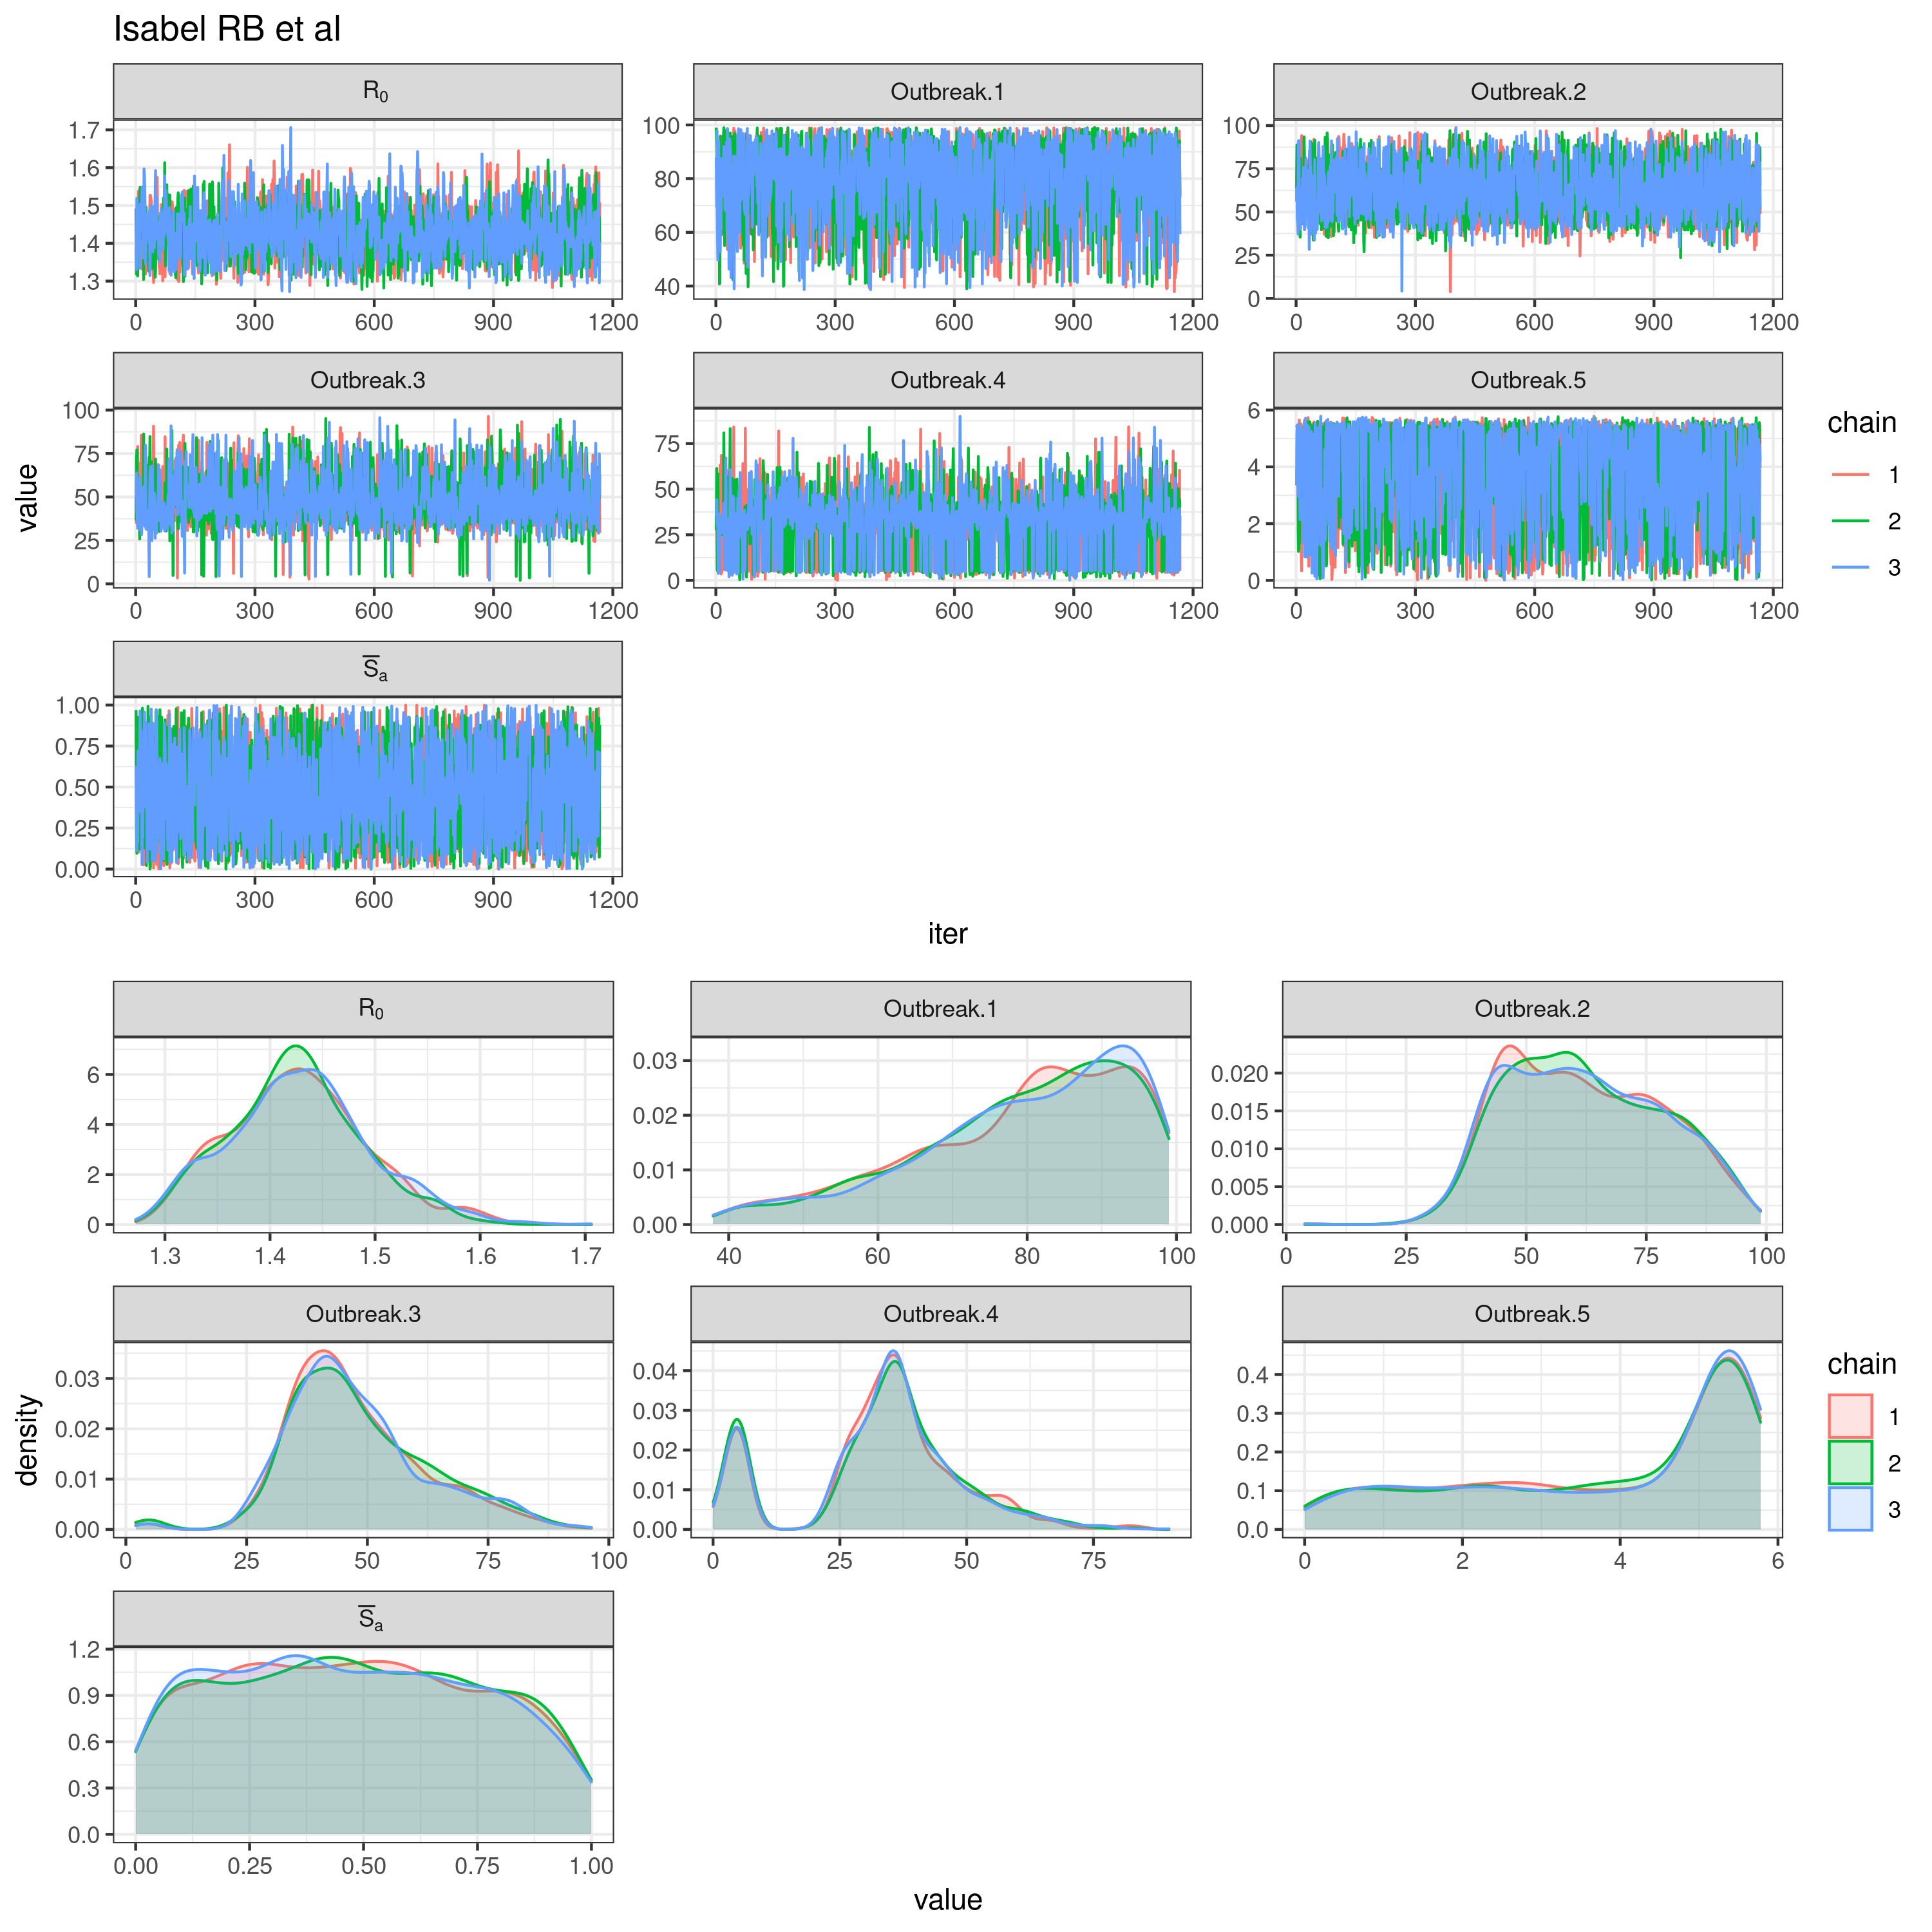 Isabel RB et al
R₀ Outbreak.1 Outbreak.2
1.7
1.6
1.5
1.4
1.3
0 300 600 900 1200
100
80
60
40
0 300 600 900 1200
100
75
50
25
0
0 300 600 900 1200
Outbreak.3 Outbreak.4 Outbreak.5
100
75
50
25
0
0 300 600 900 1200
75
50
25
0
0 300 600 900 1200
6
4
2
0
0 300 600 900 1200
S̅ₐ
1.00
0.75
0.50
0.25
0.00
0 300 600 900 1200
value
iter
chain
1
2
3
R₀ Outbreak.1 Outbreak.2
6
4
2
0
1.3 1.4 1.5 1.6 1.7
0.03
0.02
0.01
0.00
40 60 80 100
0.020
0.015
0.010
0.005
0.000
0 25 50 75 100
Outbreak.3 Outbreak.4 Outbreak.5
0.03
0.02
0.01
0.00
0 25 50 75 100
0.04
0.03
0.02
0.01
0.00
0 25 50 75
0.4
0.3
0.2
0.1
0.0
0 2 4 6
S̅ₐ
1.2
0.9
0.6
0.3
0.0
0.00 0.25 0.50 0.75 1.00
density
value
chain
1
2
3